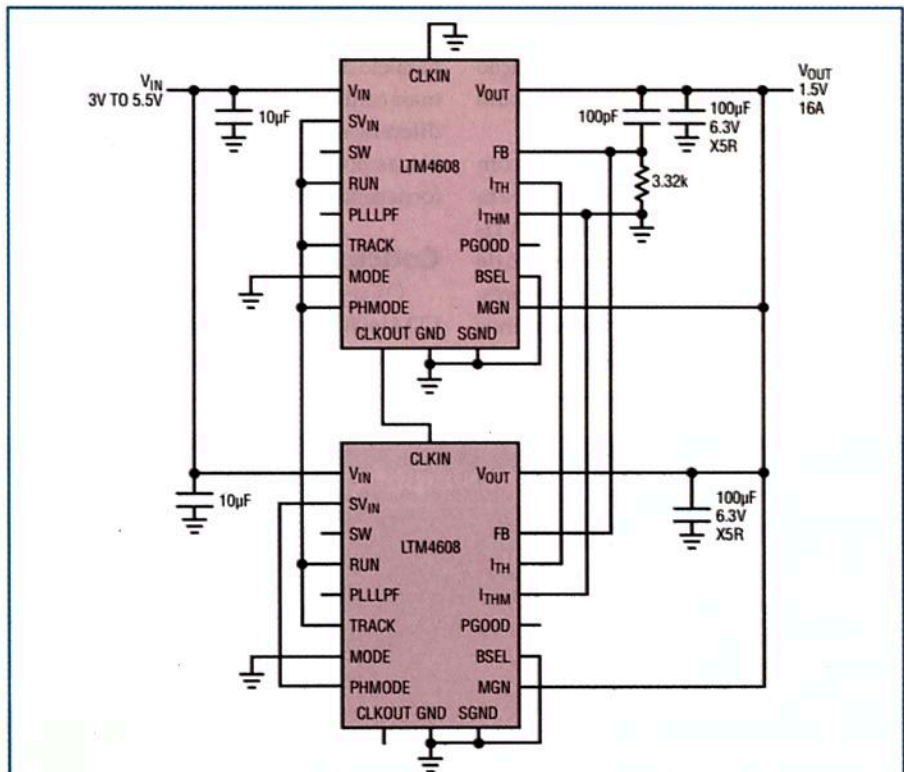 CLKIN
VIN
3V TO 5.5V
10µF
VIN
SVIN
SW
RUN
PLLLPF
TRACK
MODE
PHMODE
LTM4608
VOUT
FB
ITH
ITHM
PGOOD
BSEL
MGN
CLKOUT GND SGND
100pF
100µF
6.3V
X5R
3.32k
VOUT
1.5V
16A
CLKIN
10µF
VIN
SVIN
SW
RUN
PLLLPF
TRACK
MODE
PHMODE
LTM4608
VOUT
FB
ITH
ITHM
PGOOD
BSEL
MGN
CLKOUT GND SGND
100µF
6.3V
X5R